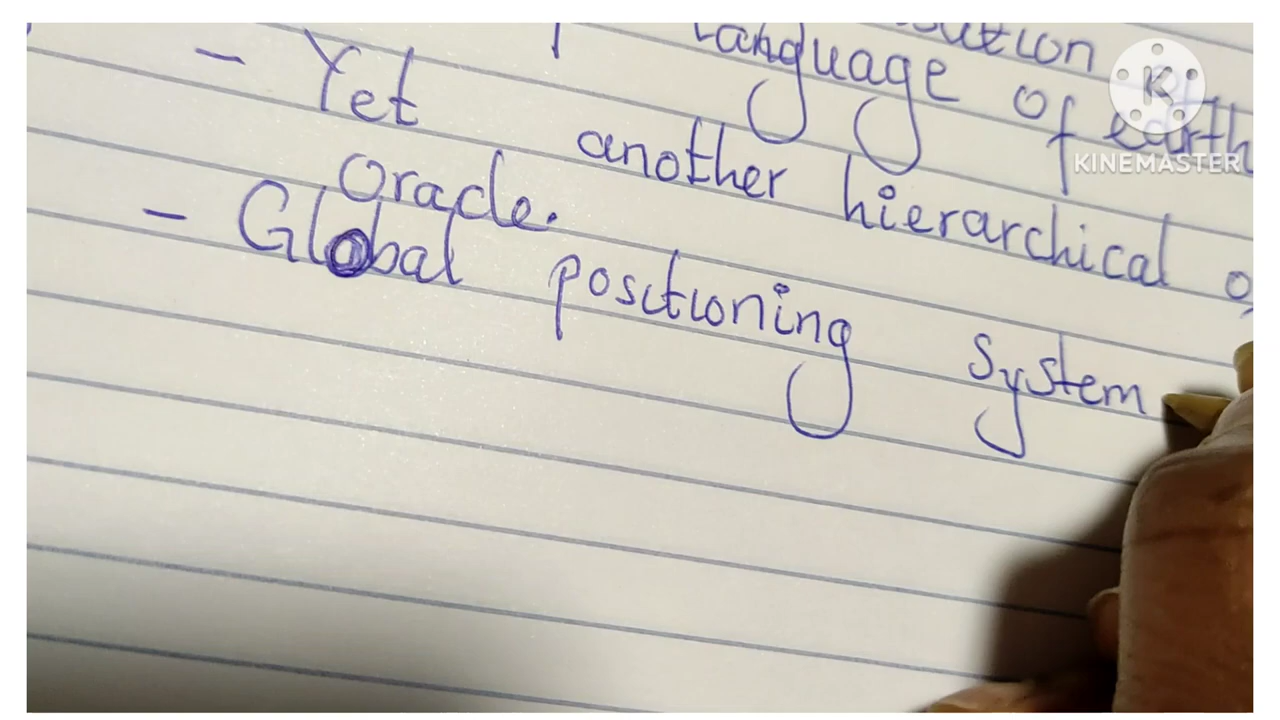 language of earth
- Yet another hierarchical
oracle.
- Global positioning system
KINEMASTER